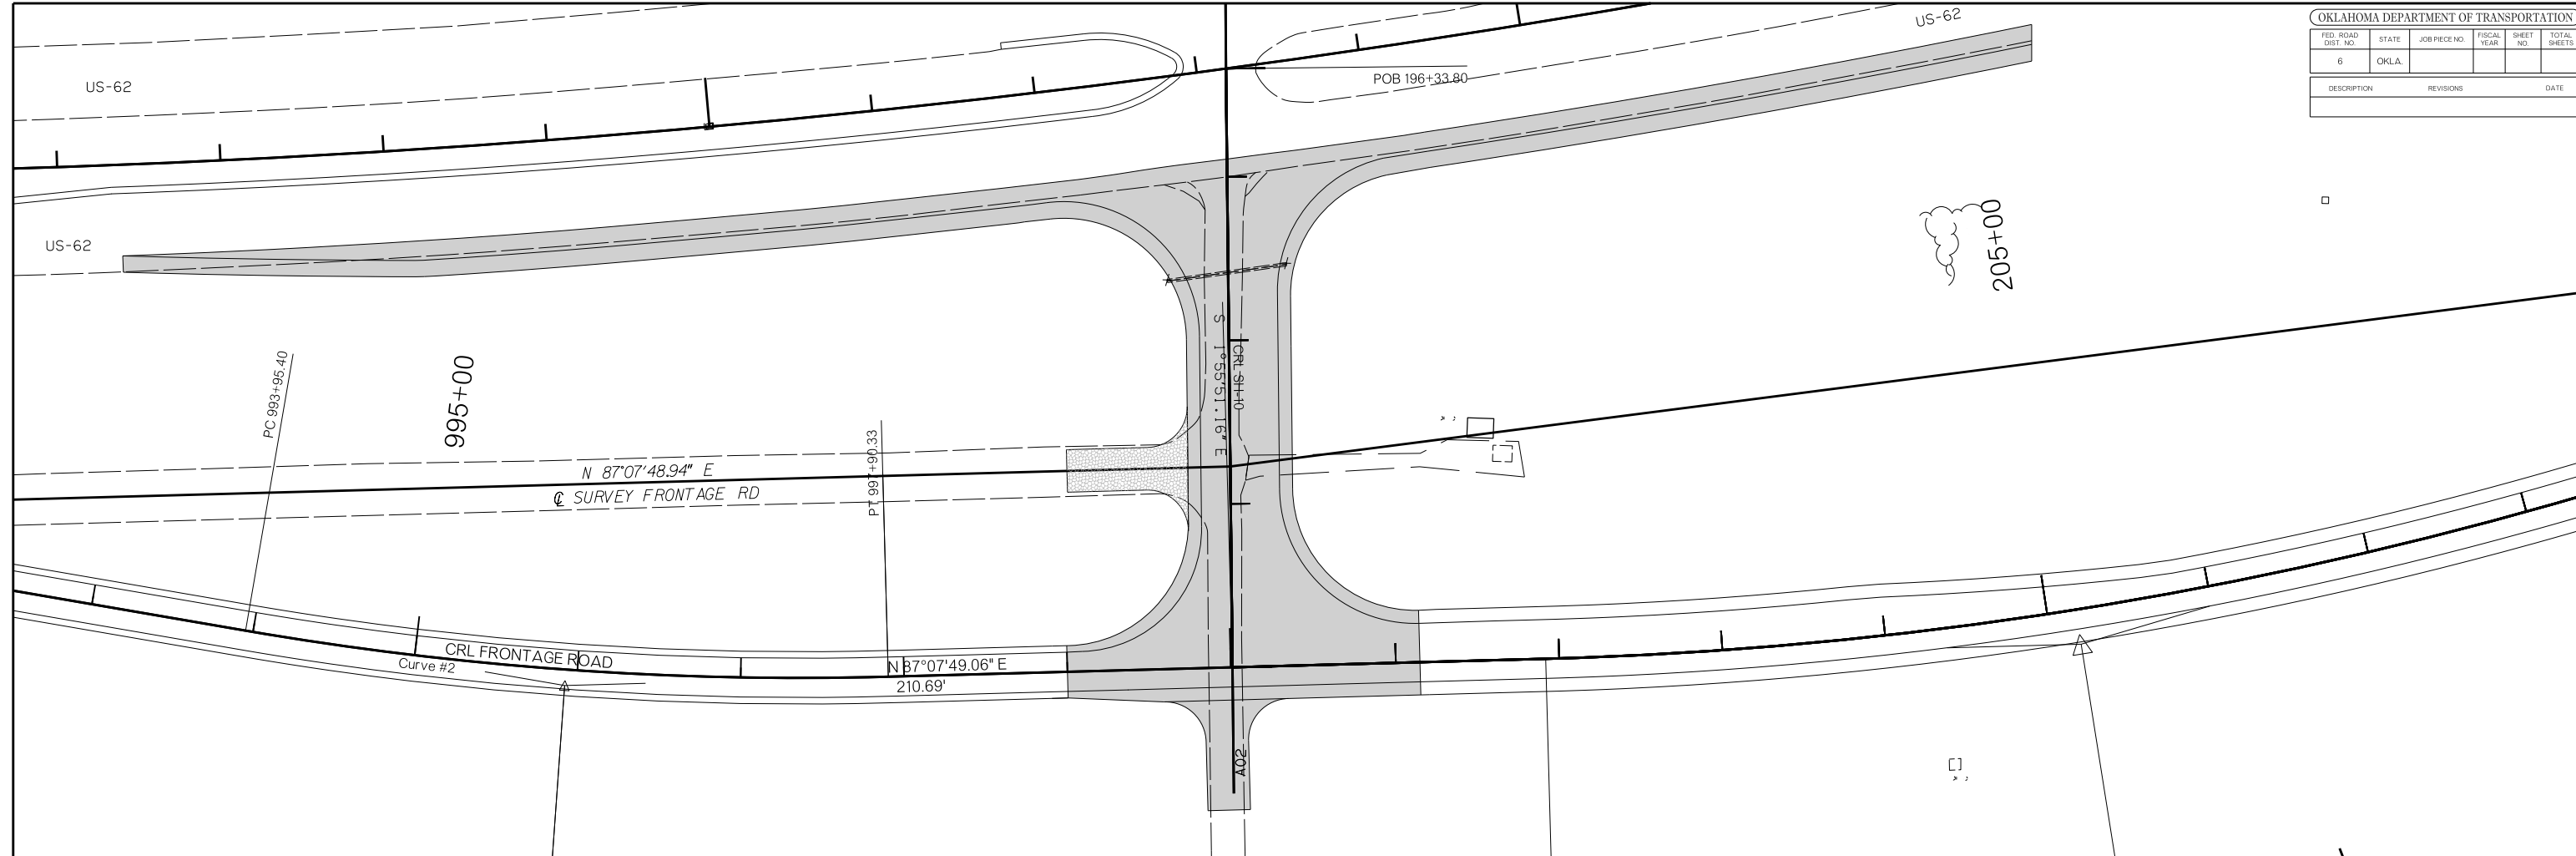 US-62
OKLAHOMA DEPARTMENT OF TRANSPORTATION
FED. ROAD DIST. NO.
STATE
JOB PIECE NO.
FISCAL YEAR
SHEET NO.
TOTAL SHEETS
6
OKLA.
DESCRIPTION
REVISIONS
DATE
US-62
POB 196+33.80
US-62
205+00
PC 993+95.40
995+00
S 1°55'51.16" E
CRL SH-10
PT 997+90.33
N 87°07'48.94" E
℄ SURVEY FRONTAGE RD
CRL FRONTAGE ROAD
Curve #2
N 87°07'49.06" E
210.69'
A02